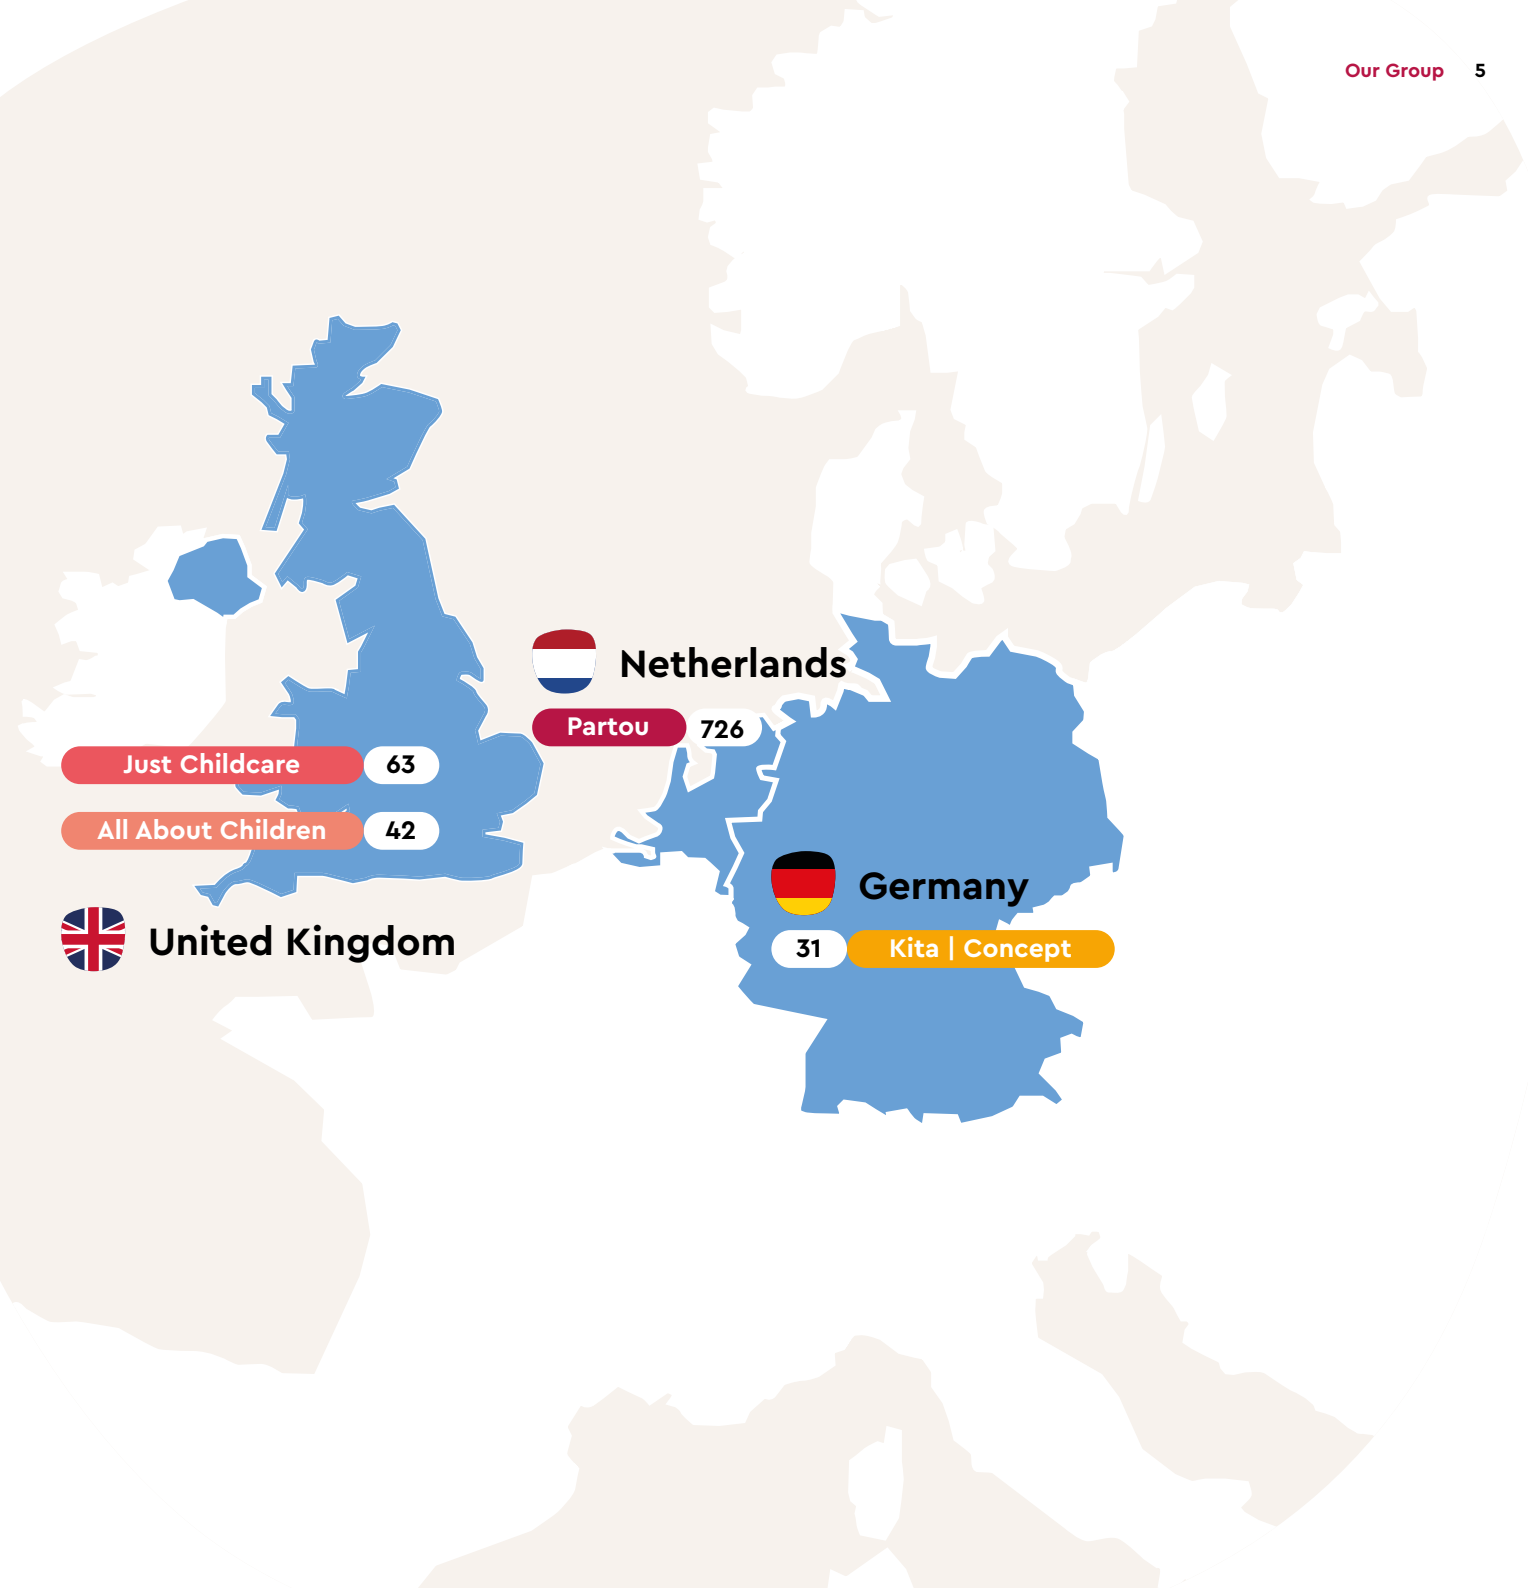 Our Group 5
Netherlands
Partou 726
Just Childcare 63
All About Children 42
United Kingdom
Germany
31 Kita | Concept